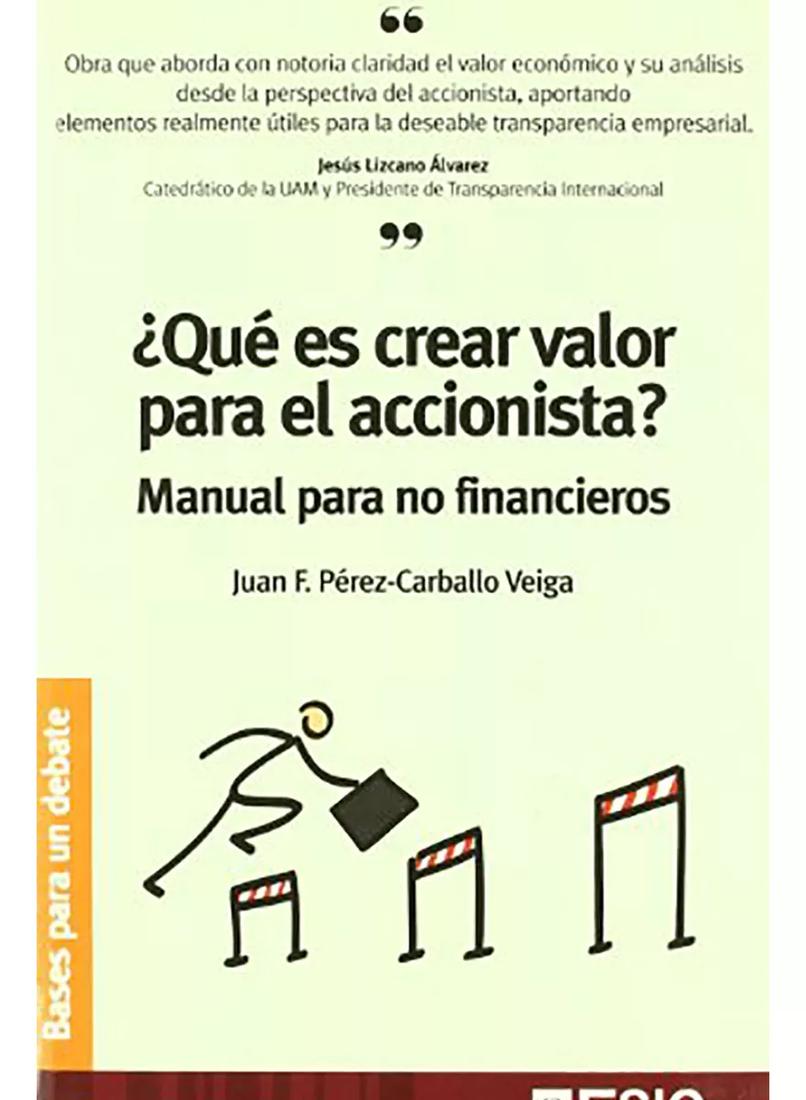 “
Obra que aborda con notoria claridad el valor económico y su análisis
desde la perspectiva del accionista, aportando
elementos realmente útiles para la deseable transparencia empresarial.
Jesús Lizcano Álvarez
Catedrático de la UAM y Presidente de Transparencia Internacional
”
¿Qué es crear valor
para el accionista?
Manual para no financieros
Juan F. Pérez-Carballo Veiga
Bases para un debate
ESIC